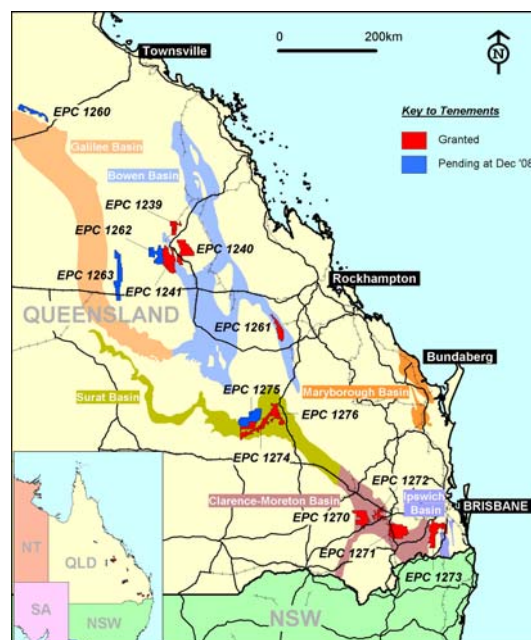 Townsville
0
200km
N
EPC 1260
Key to Tenements
Granted
Pending at Dec '08
Galilee Basin
Bowen Basin
EPC 1239
EPC 1262
EPC 1240
EPC 1263
EPC 1241
Rockhampton
QUEENSLAND
EPC 1261
Bundaberg
EPC 1275
Surat Basin
Maryborough Basin
EPC 1276
EPC 1274
EPC 1272
Clarence-Moreton Basin
Ipswich
Basin
EPC 1270
BRISBANE
EPC 1271
EPC 1273
NSW
NT
QLD
SA
NSW